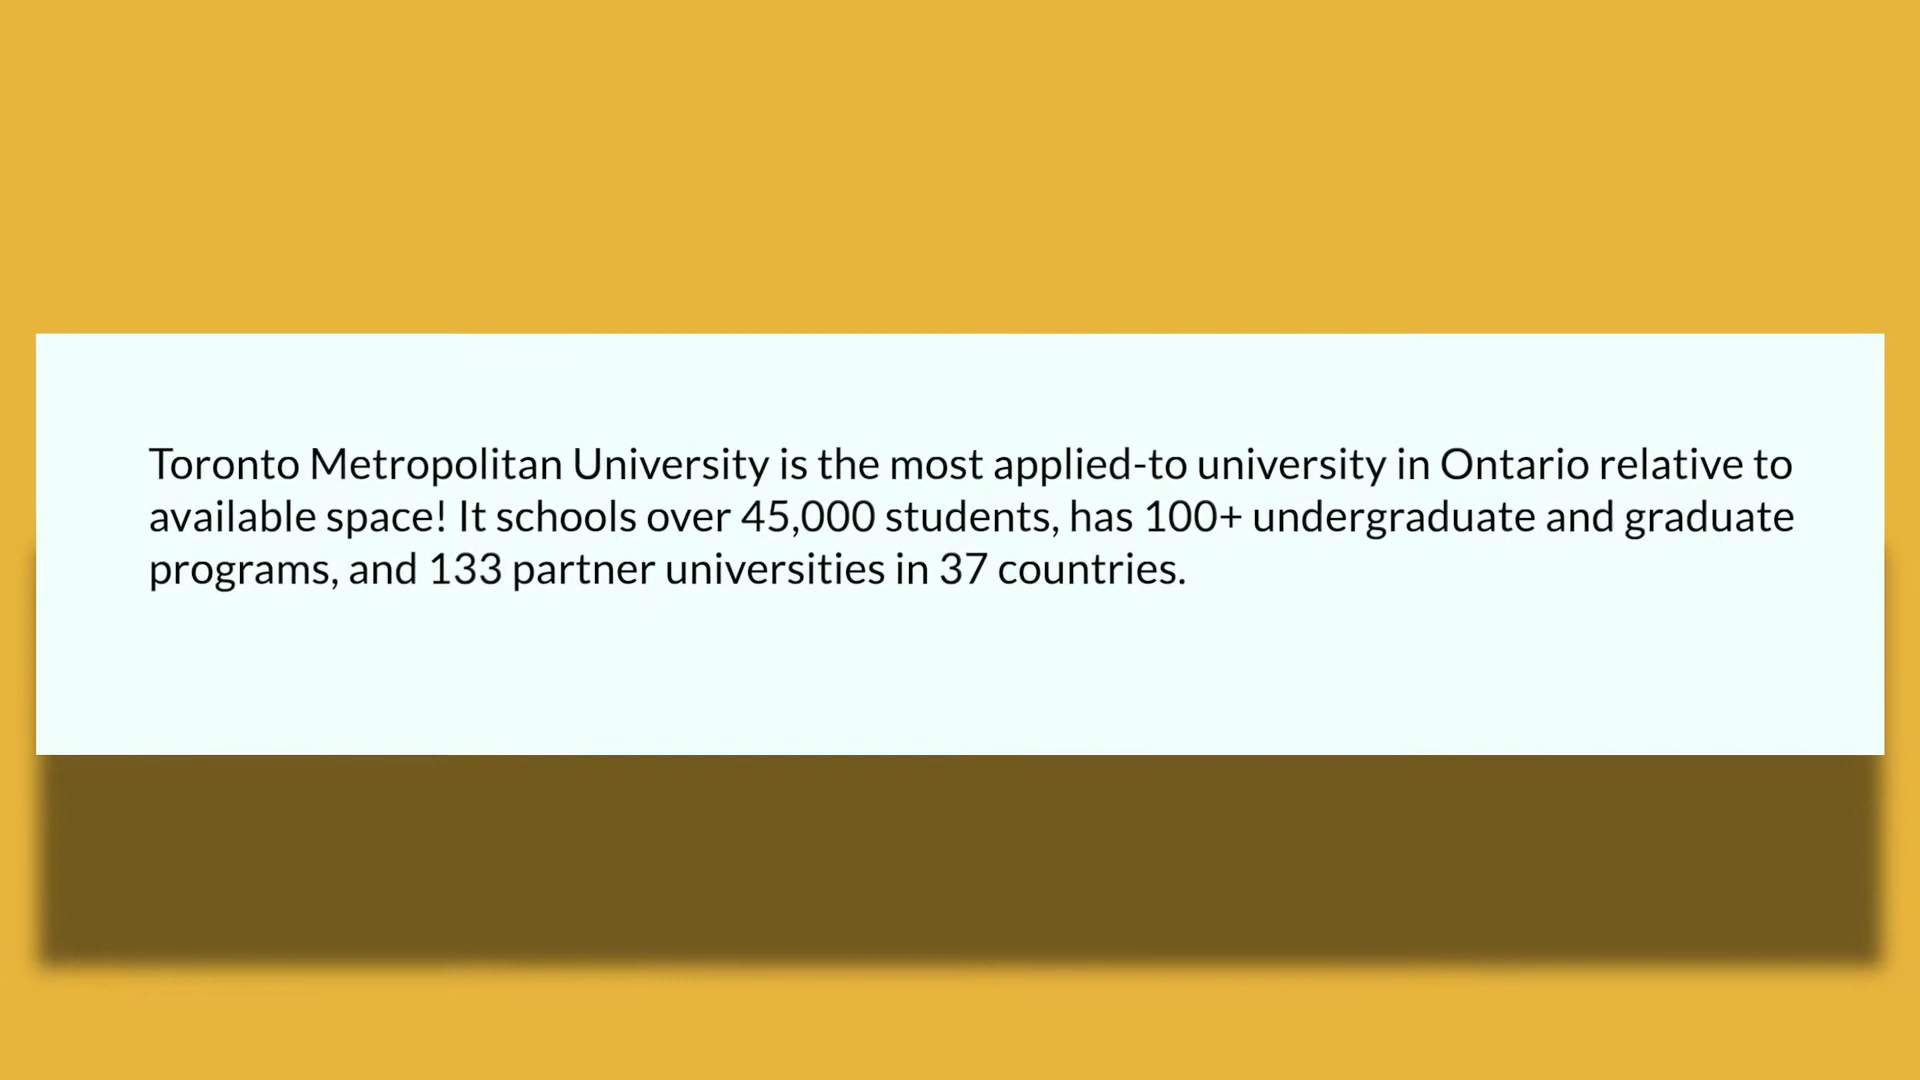 Toronto Metropolitan University is the most applied-to university in Ontario relative to
available space! It schools over 45,000 students, has 100+ undergraduate and graduate
programs, and 133 partner universities in 37 countries.